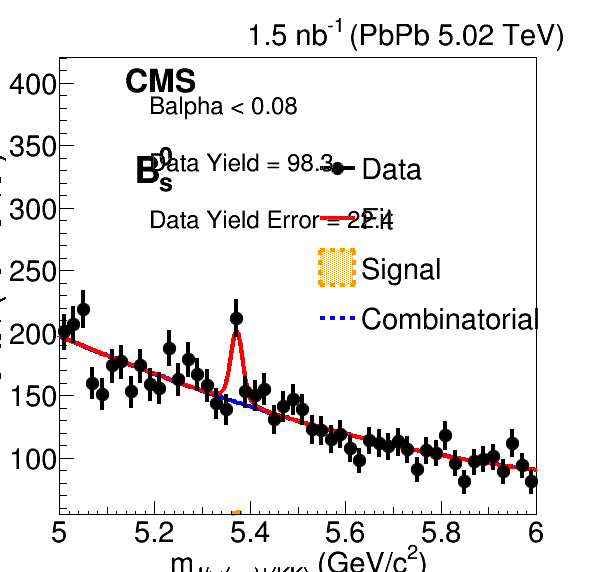 1.5 nb⁻¹ (PbPb 5.02 TeV)
CMS
Balpha < 0.08
B⁰ₛ
Data Yield = 98.3
Data Yield Error = 22.4
Data
Fit
Signal
Combinatorial
400
350
300
250
200
150
100
5 5.2 5.4 5.6 5.8 6
(GeV/c²)